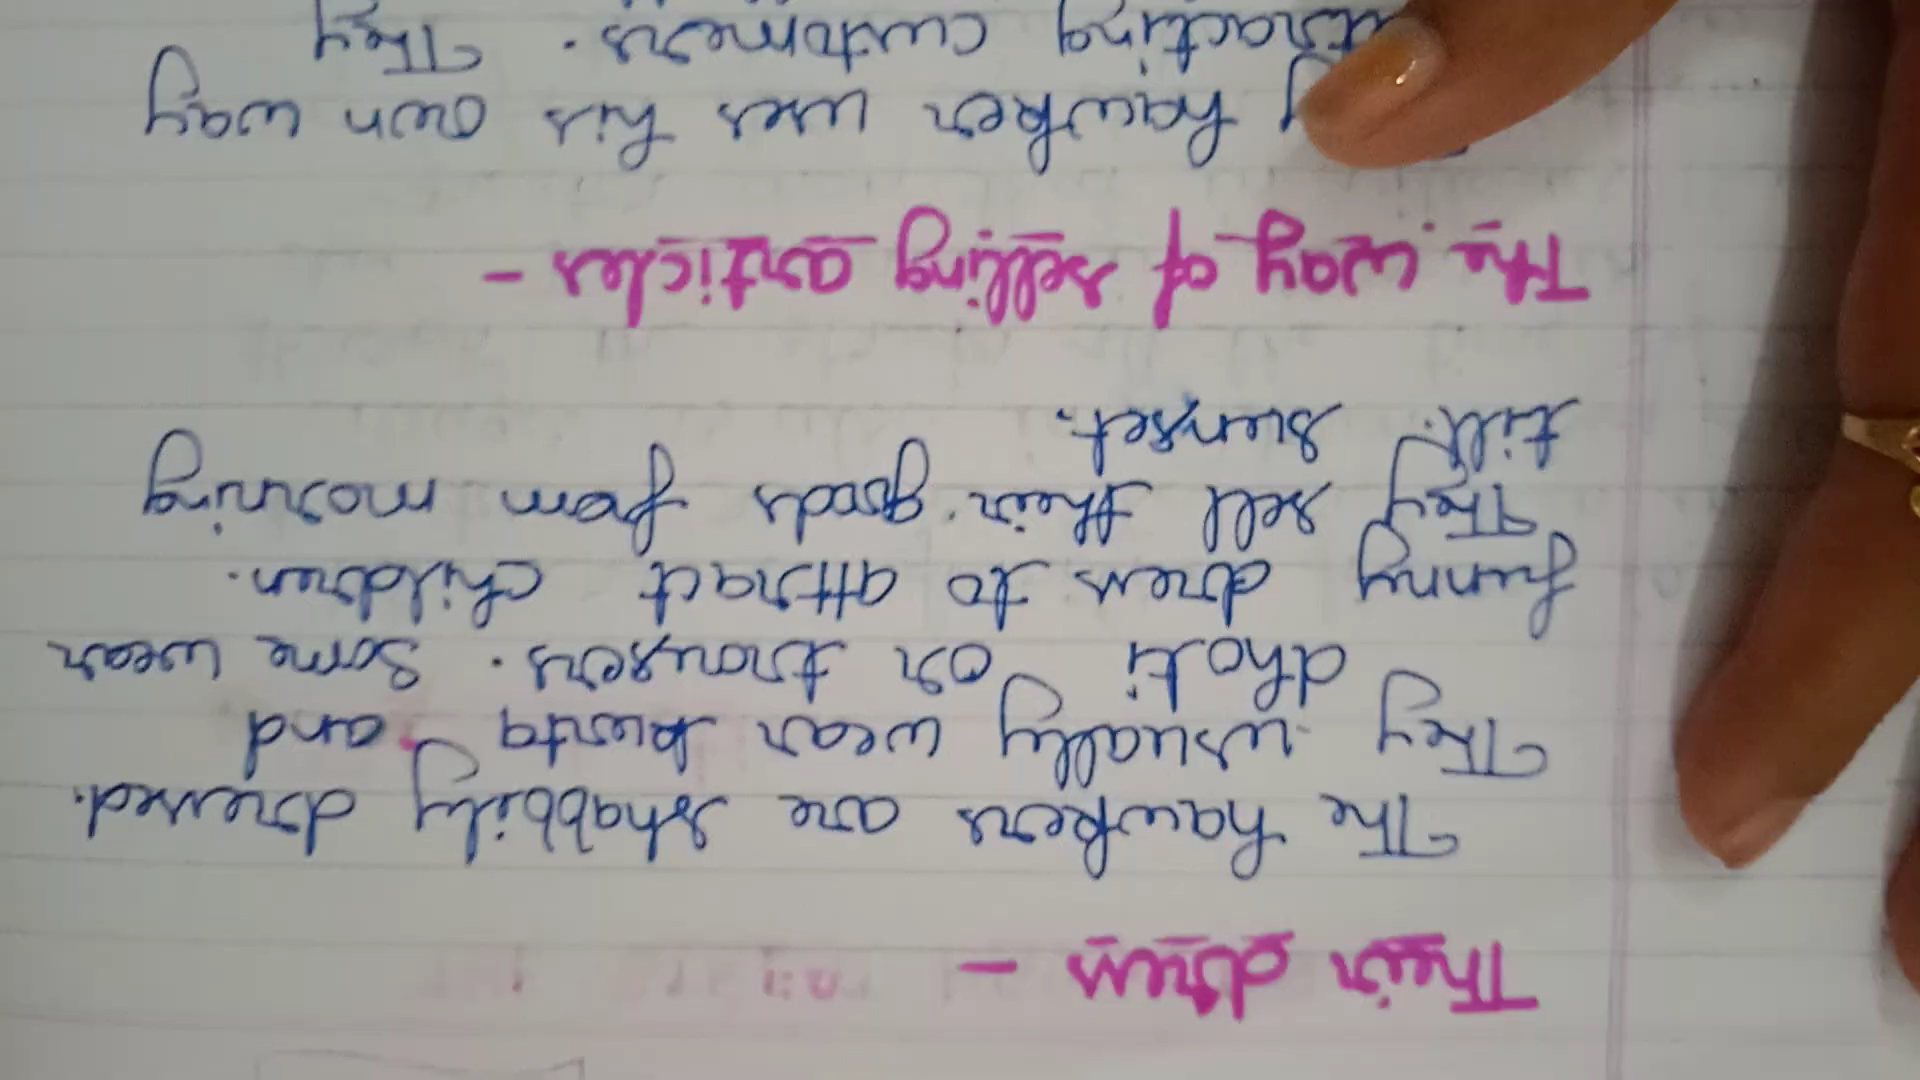 Their dress -
The hawkers are shabbily dressed.
They usually wear kurta and
dhoti or trousers. Some wear
funny dress to attract children.
They sell their goods from morning
till sunset.
The way of selling articles -
hawker uses his own way
attracting customers. They